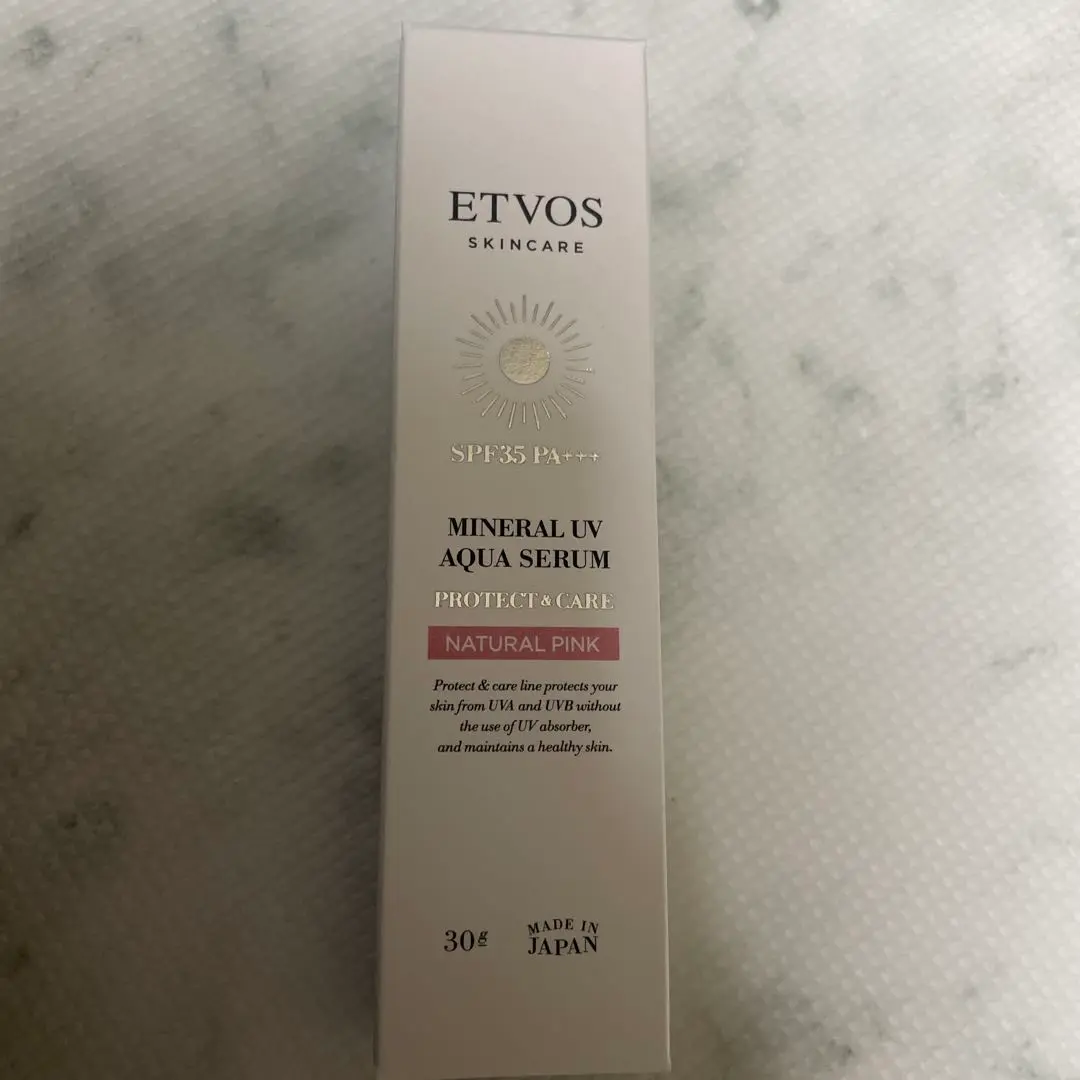 ETVOS
SKINCARE
SPF35 PA+++
MINERAL UV
AQUA SERUM
PROTECT & CARE
NATURAL PINK
Protect & care line protects your
skin from UVA and UVB without
the use of UV absorber,
and maintains a healthy skin.
30g
MADE IN
JAPAN